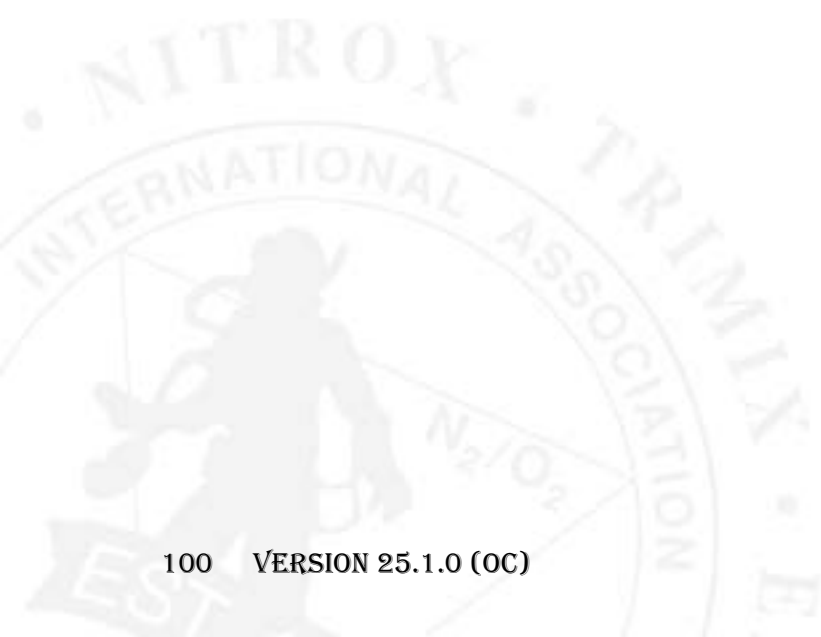 • NITROX • TRIMIX • E
INTERNATIONAL ASSOCIATION
N₂/O₂
EST
100 VERSION 25.1.0 (OC)